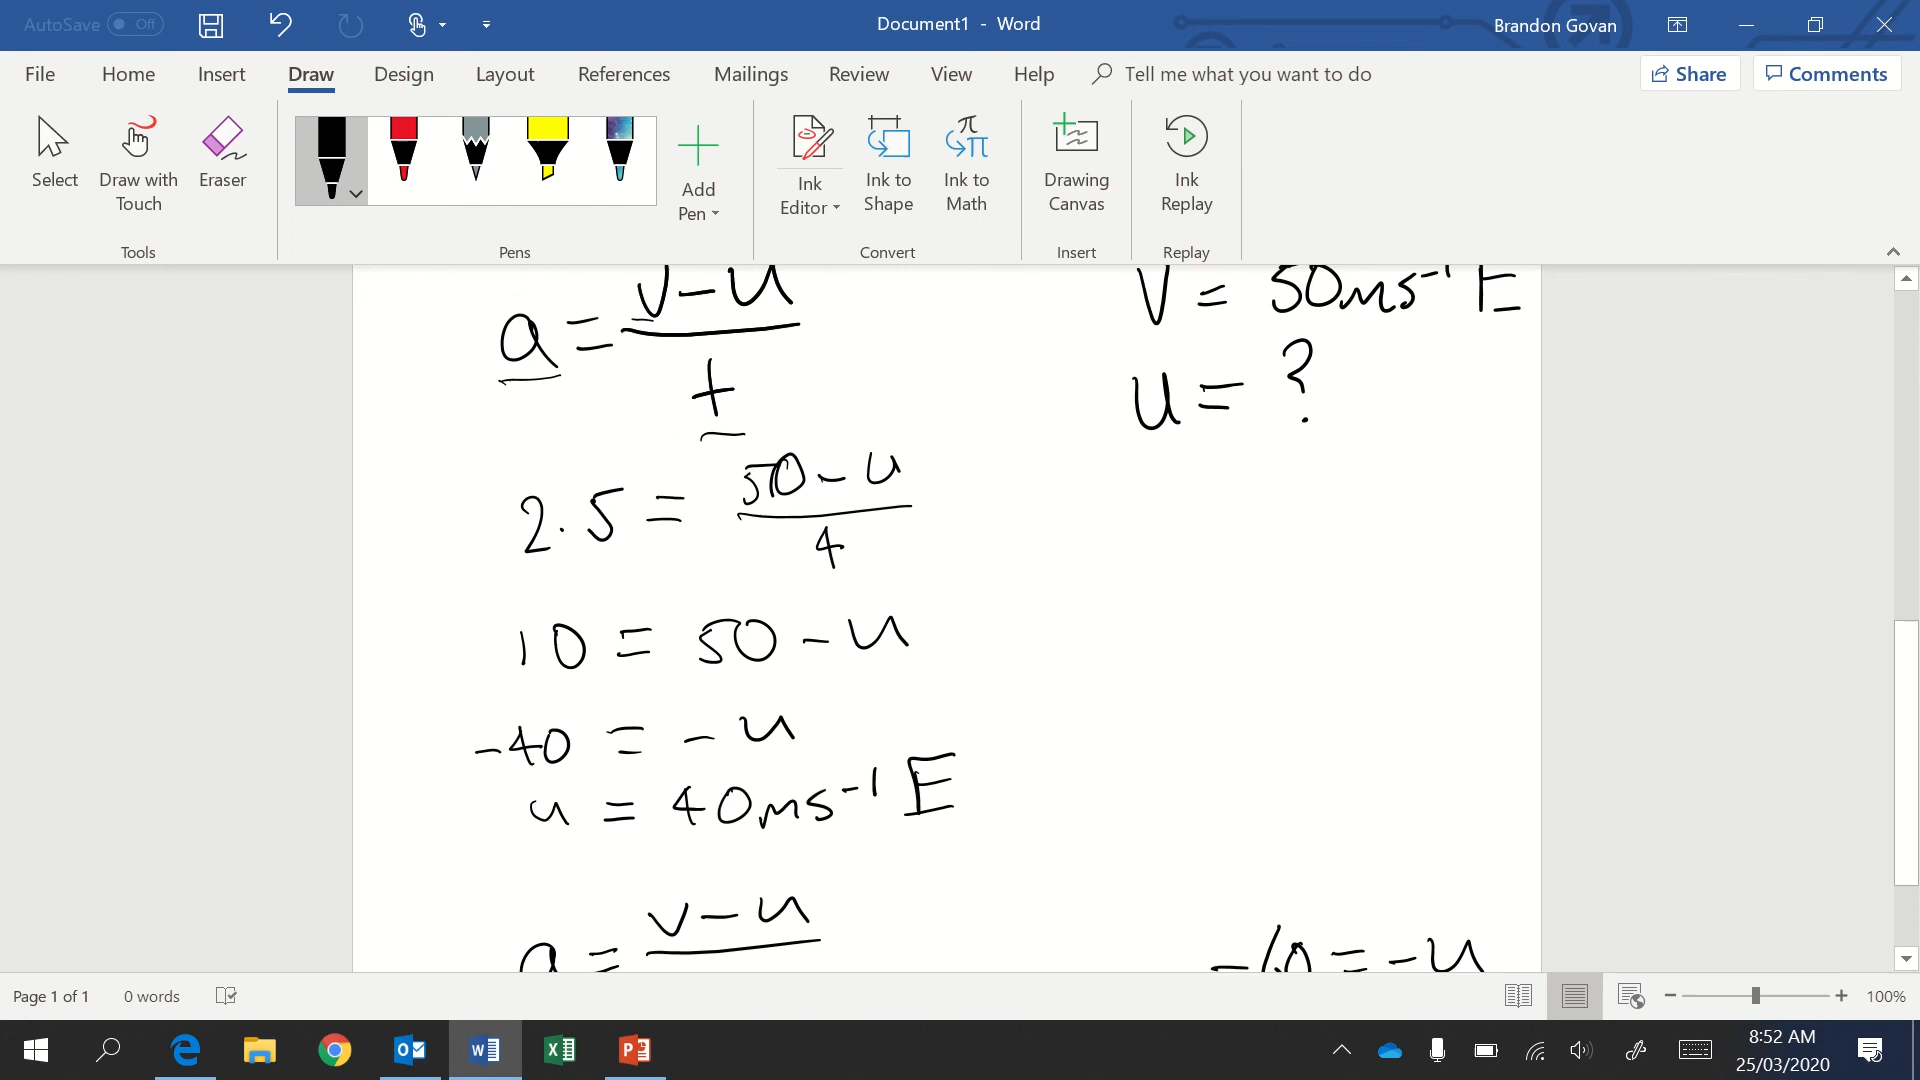 AutoSave Off
Document1 - Word
Brandon Govan
File Home Insert Draw Design Layout References Mailings Review View Help Tell me what you want to do
Share Comments
Select
Draw with Touch
Eraser
Add Pen
Ink Editor
Ink to Shape
Ink to Math
Drawing Canvas
Ink Replay
Tools Pens Convert Insert Replay
a = (v - u) / t
V = 50ms⁻¹ E
u = ?
2.5 = (50 - u) / 4
10 = 50 - u
-40 = - u
u = 40ms⁻¹ E
a = v - u
= - u
Page 1 of 1 0 words
100%
8:52 AM
25/03/2020